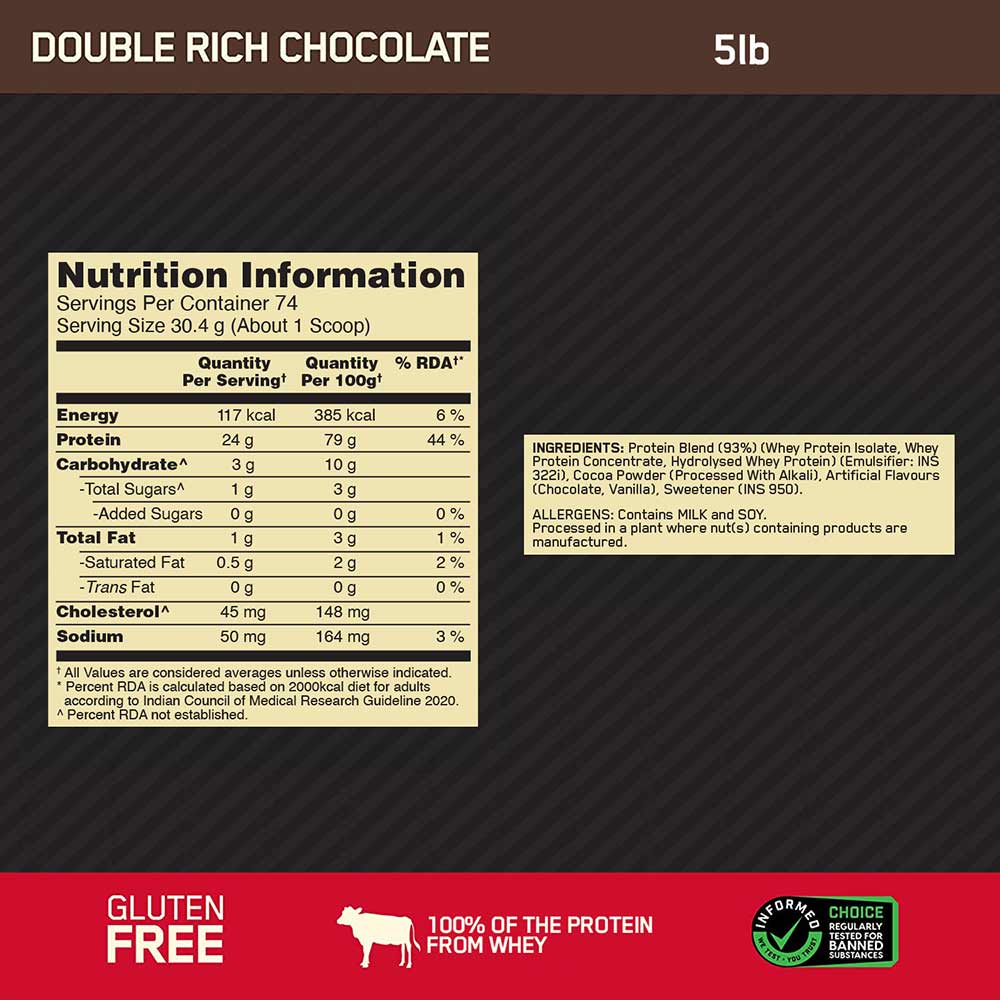 DOUBLE RICH CHOCOLATE 5lb
Nutrition Information
Servings Per Container 74
Serving Size 30.4 g (About 1 Scoop)
Quantity Per Serving† Quantity Per 100g† % RDA†*
Energy 117 kcal 385 kcal 6 %
Protein 24 g 79 g 44 %
Carbohydrate^ 3 g 10 g
-Total Sugars^ 1 g 3 g
-Added Sugars 0 g 0 g 0 %
Total Fat 1 g 3 g 1 %
-Saturated Fat 0.5 g 2 g 2 %
-Trans Fat 0 g 0 g 0 %
Cholesterol^ 45 mg 148 mg
Sodium 50 mg 164 mg 3 %
† All Values are considered averages unless otherwise indicated.
* Percent RDA is calculated based on 2000kcal diet for adults
according to Indian Council of Medical Research Guideline 2020.
^ Percent RDA not established.
INGREDIENTS: Protein Blend (93%) (Whey Protein Isolate, Whey
Protein Concentrate, Hydrolysed Whey Protein) (Emulsifier: INS
322i), Cocoa Powder (Processed With Alkali), Artificial Flavours
(Chocolate, Vanilla), Sweetener (INS 950).
ALLERGENS: Contains MILK and SOY.
Processed in a plant where nut(s) containing products are
manufactured.
GLUTEN
FREE
100% OF THE PROTEIN
FROM WHEY
INFORMED
WE TEST · YOU TRUST
CHOICE
REGULARLY
TESTED FOR
BANNED
SUBSTANCES